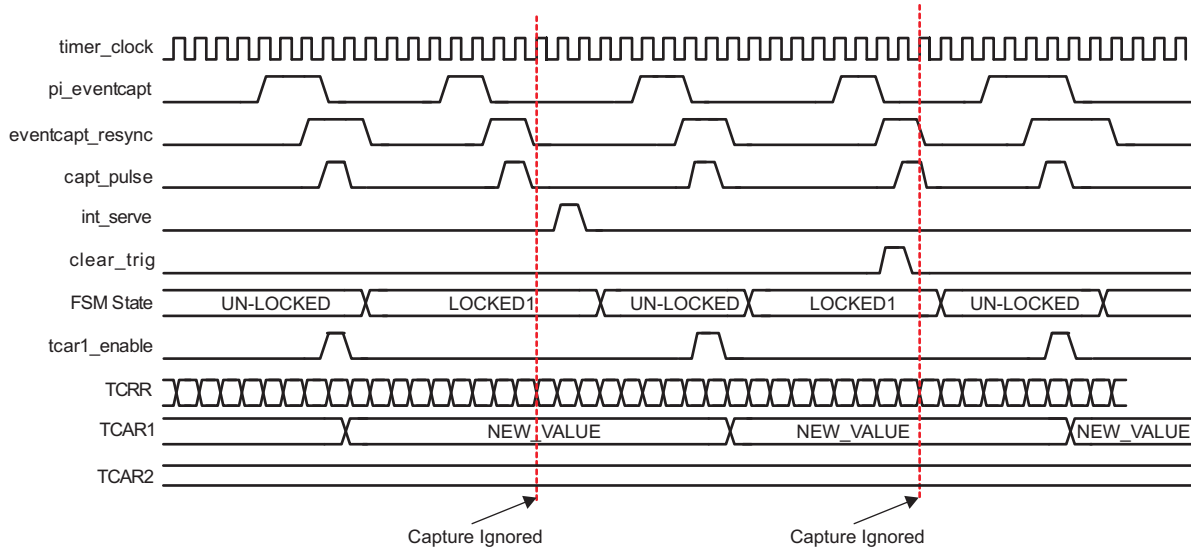 timer_clock
pi_eventcapt
eventcapt_resync
capt_pulse
int_serve
clear_trig
FSM State UN-LOCKED LOCKED1 UN-LOCKED LOCKED1 UN-LOCKED
tcar1_enable
TCRR
TCAR1 NEW_VALUE NEW_VALUE NEW_VALUE
TCAR2
Capture Ignored Capture Ignored